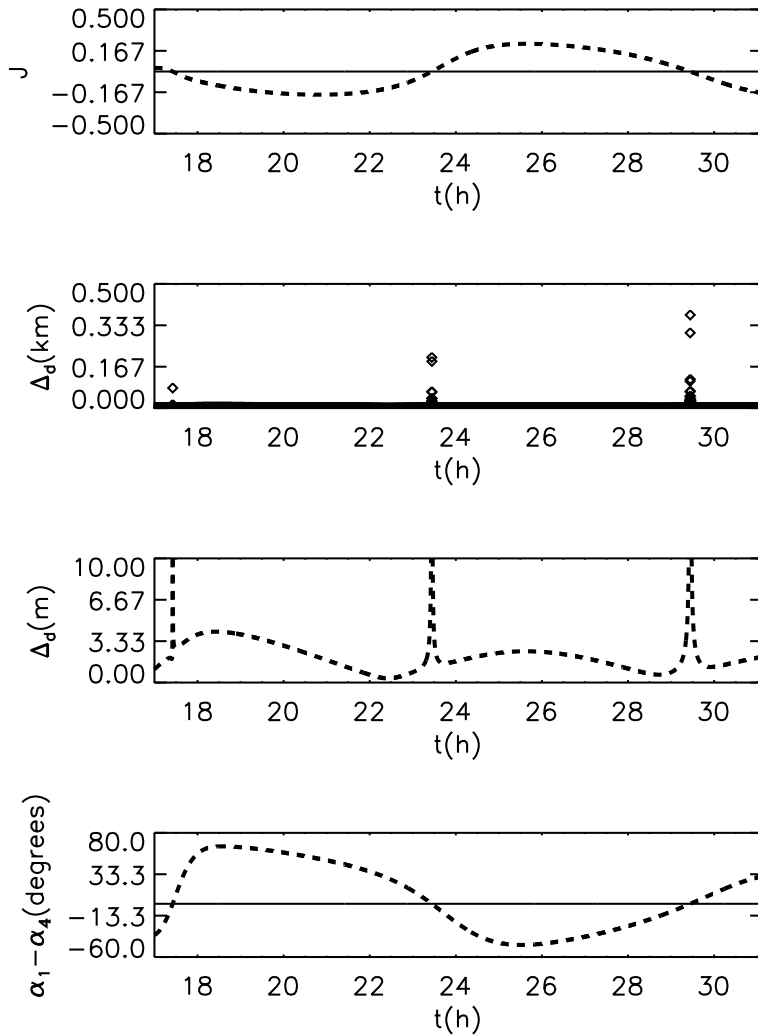 0.500
0.167
J
−0.167
−0.500
18 20 22 24 26 28 30
t(h)
0.500
0.333
Δd(km)
0.167
0.000
18 20 22 24 26 28 30
t(h)
10.00
6.67
Δd(m)
3.33
0.00
18 20 22 24 26 28 30
t(h)
80.0
33.3
α1−α4(degrees)
−13.3
−60.0
18 20 22 24 26 28 30
t(h)